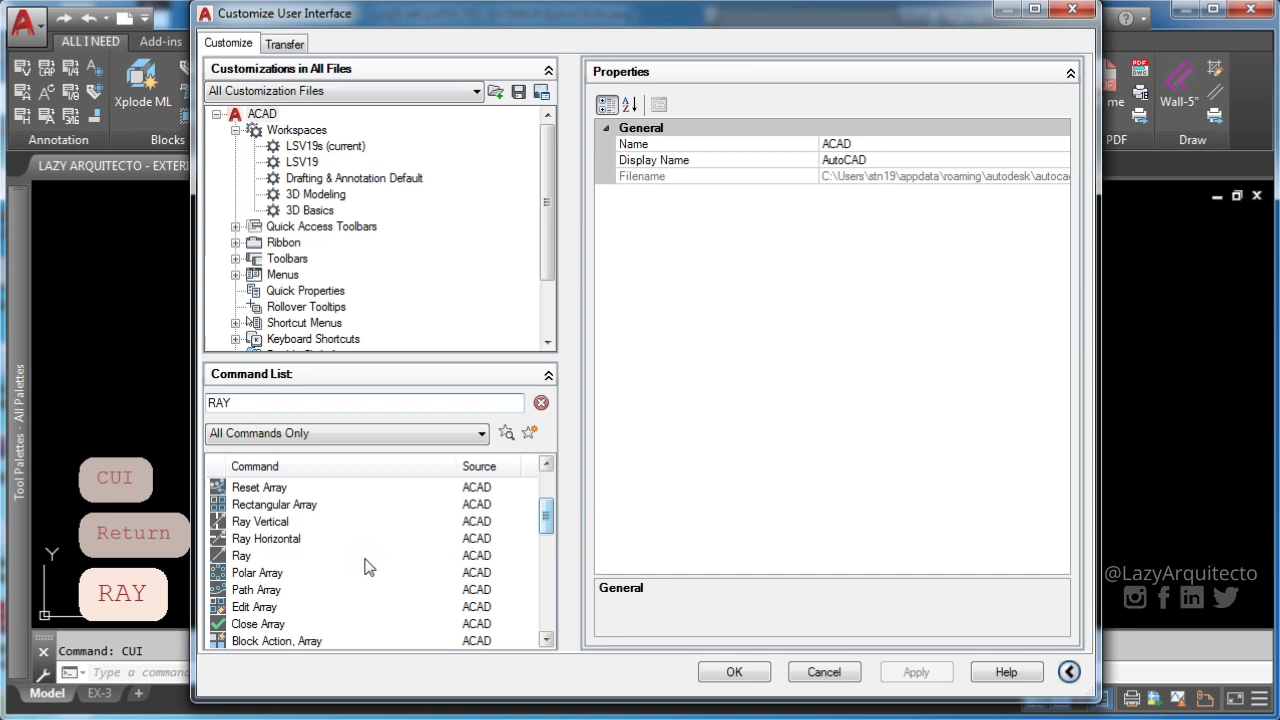 Customize User Interface
ALL I NEED
Add-ins
Customize
Transfer
Customizations in All Files
All Customization Files
ACAD
Workspaces
LSV19s (current)
LSV19
Drafting & Annotation Default
3D Modeling
3D Basics
Quick Access Toolbars
Ribbon
Toolbars
Menus
Quick Properties
Rollover Tooltips
Shortcut Menus
Keyboard Shortcuts
Command List:
RAY
All Commands Only
Command Source
Reset Array ACAD
Rectangular Array ACAD
Ray Vertical ACAD
Ray Horizontal ACAD
Ray ACAD
Polar Array ACAD
Path Array ACAD
Edit Array ACAD
Close Array ACAD
Block Action, Array ACAD
Properties
General
Name ACAD
Display Name AutoCAD
Filename C:\Users\stn19\appdata\roaming\autodesk\autocad
General
OK
Cancel
Apply
Help
Xplode ML
Annotation
Blocks
me
Wall-5"
PDF
Draw
LAZY ARQUITECTO - EXTERI
Tool Palettes - All Palettes
CUI
Return
RAY
Y
@LazyArquitecto
Command: CUI
Type a command
Model
EX-3